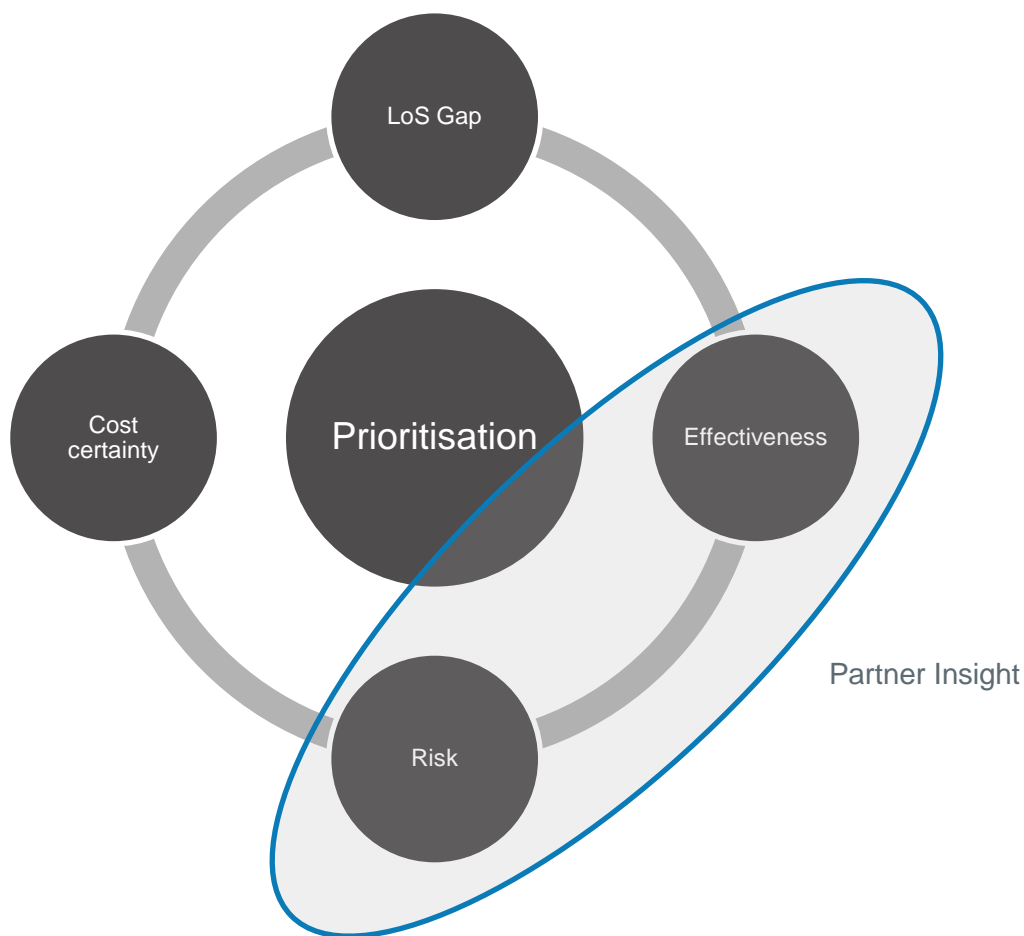 LoS Gap
Cost
certainty
Prioritisation
Effectiveness
Partner Insight
Risk